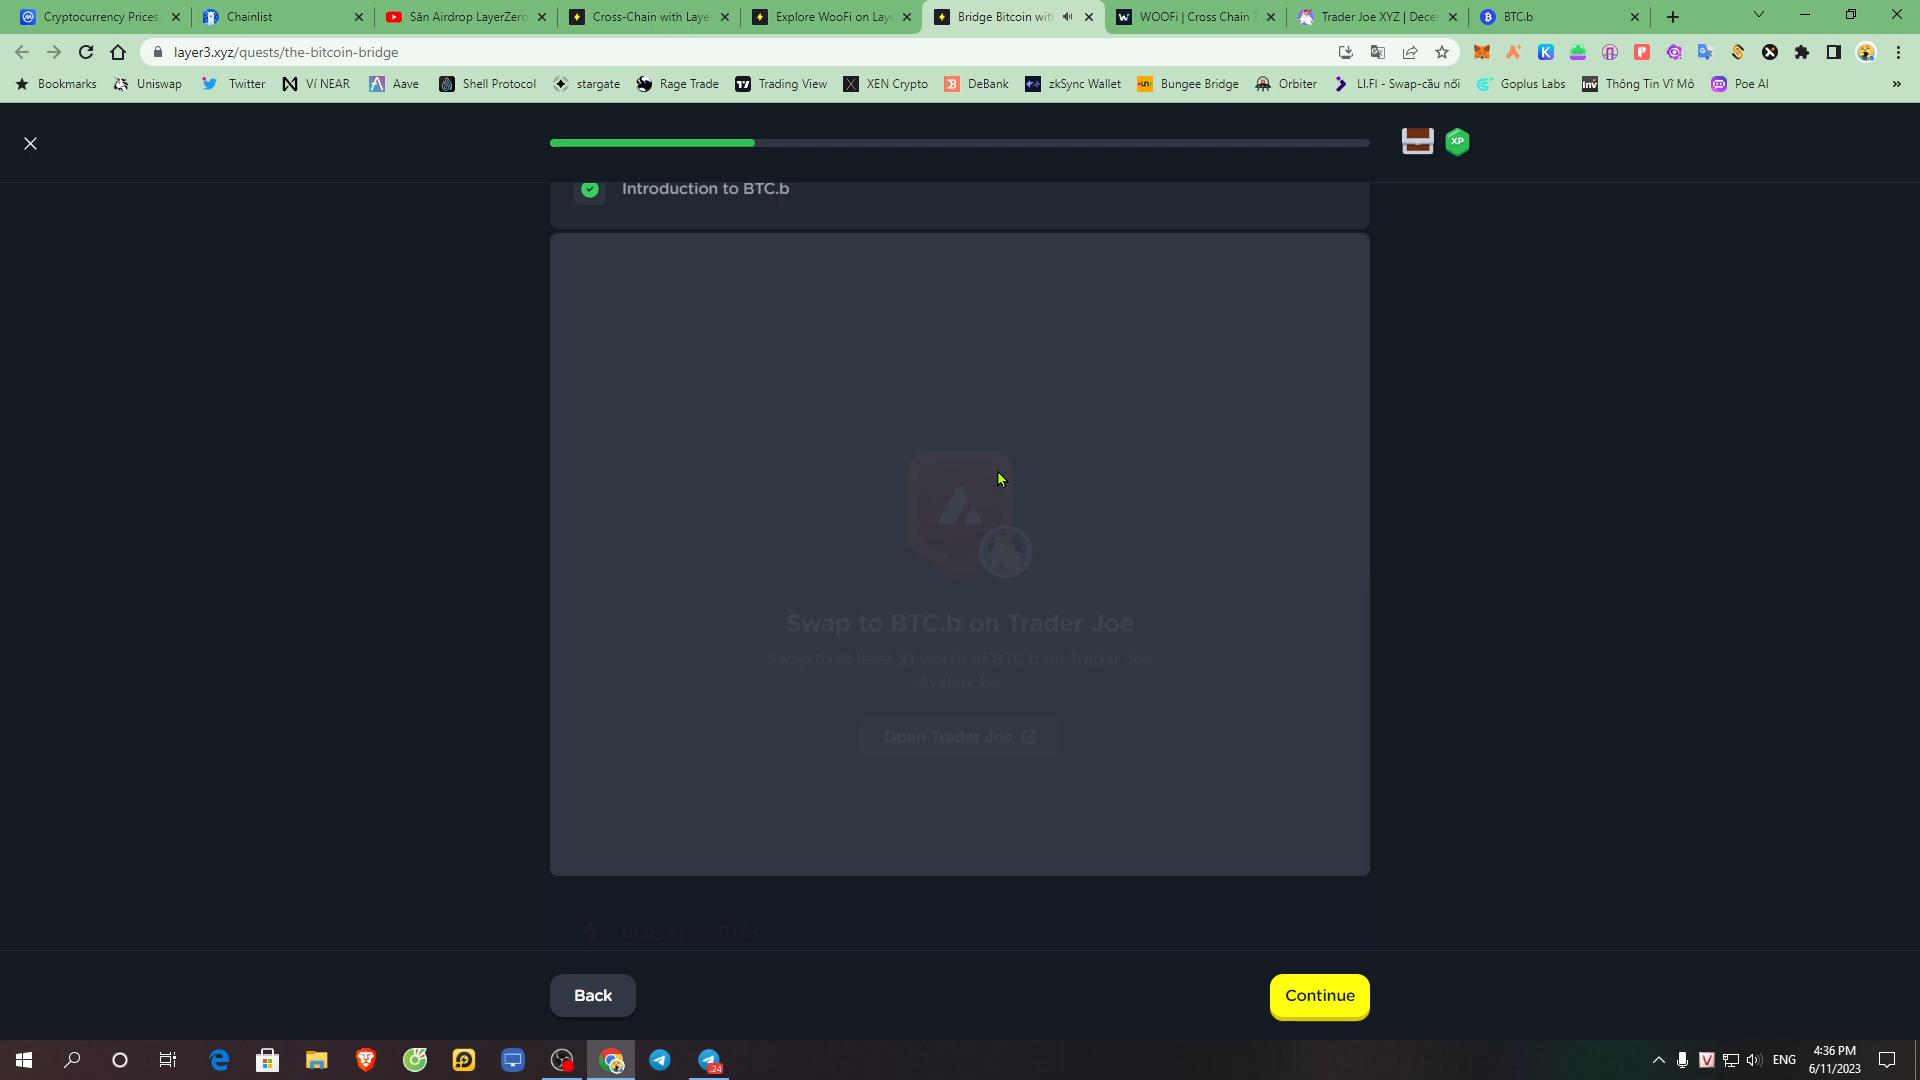 Cryptocurrency Prices,
Chainlist
Săn Airdrop LayerZero
Cross-Chain with Laye
Explore WooFi on Laye
Bridge Bitcoin wit
WOOFi | Cross Chain T
Trader Joe XYZ | Decen
BTC.b
layer3.xyz/quests/the-bitcoin-bridge
Bookmarks
Uniswap
Twitter
Ví NEAR
Aave
Shell Protocol
stargate
Rage Trade
Trading View
XEN Crypto
DeBank
zkSync Wallet
Bungee Bridge
Orbiter
LI.FI - Swap-cầu nối
Goplus Labs
Thông Tin Vĩ Mô
Poe AI
XP
Introduction to BTC.b
Swap to BTC.b on Trader Joe
Swap to at least $1 worth of BTC.b on Trader Joe
Avalanche.
Open Trader Joe
Bridge your BTC.b
Back
Continue
24
ENG
4:36 PM
6/11/2023